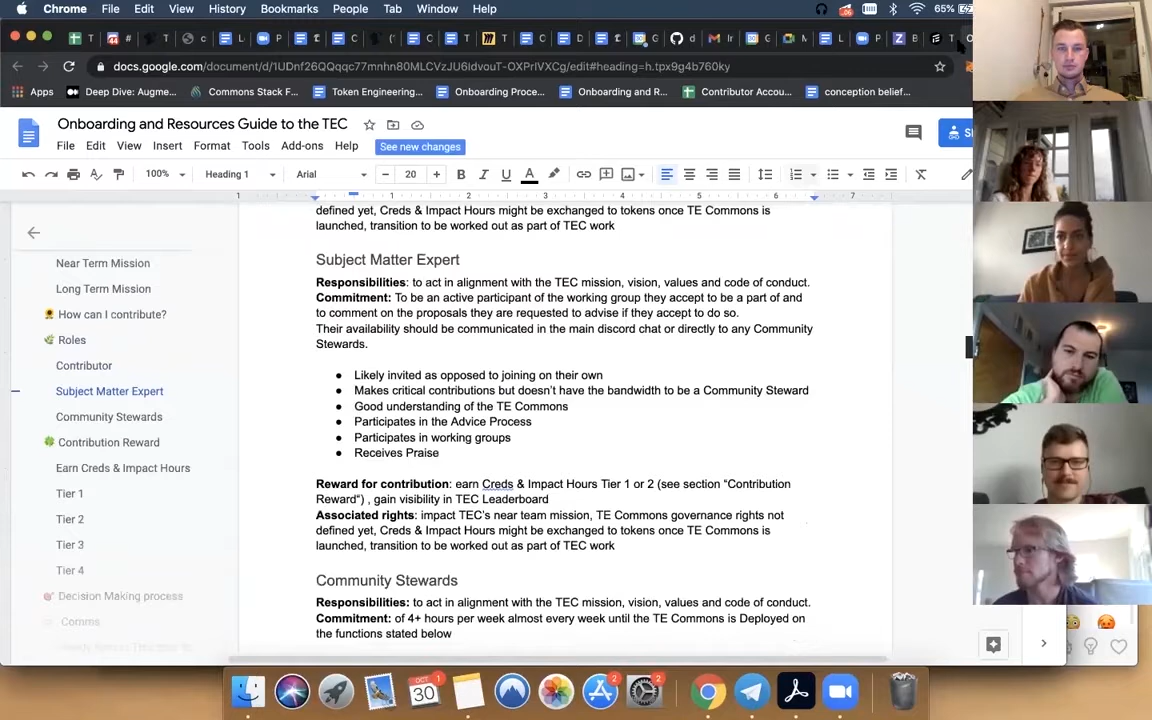 Chrome File Edit View History Bookmarks People Tab Window Help 65%
docs.google.com/document/d/1UDnf26QQqqc77mYnn80MLCVzJU6IdvouT-OXPrIVXCg/edit#heading=h.tpx9g4b760ky
Apps Deep Dive: Augme... Commons Stack F... Token Engineering... Onboarding Proce... Onboarding and R... Contributor Accou... conception belief...
Onboarding and Resources Guide to the TEC
File Edit View Insert Format Tools Add-ons Help See new changes
100% Heading 1 Arial 20
1 1 2 3 4 5 6 7
defined yet, Creds & Impact Hours might be exchanged to tokens once TE Commons is
launched, transition to be worked out as part of TEC work
Near Term Mission
Long Term Mission
🌻 How can I contribute?
🌿 Roles
Contributor
Subject Matter Expert
Community Stewards
🍀 Contribution Reward
Earn Creds & Impact Hours
Tier 1
Tier 2
Tier 3
Tier 4
🎯 Decision Making process
Comms
Subject Matter Expert
Responsibilities: to act in alignment with the TEC mission, vision, values and code of conduct.
Commitment: To be an active participant of the working group they accept to be a part of and
to comment on the proposals they are requested to advise if they accept to do so.
Their availability should be communicated in the main discord chat or directly to any Community
Stewards.
● Likely invited as opposed to joining on their own
● Makes critical contributions but doesn't have the bandwidth to be a Community Steward
● Good understanding of the TE Commons
● Participates in the Advice Process
● Participates in working groups
● Receives Praise
Reward for contribution: earn Creds & Impact Hours Tier 1 or 2 (see section “Contribution
Reward“) , gain visibility in TEC Leaderboard
Associated rights: impact TEC's near team mission, TE Commons governance rights not
defined yet, Creds & Impact Hours might be exchanged to tokens once TE Commons is
launched, transition to be worked out as part of TEC work
Community Stewards
Responsibilities: to act in alignment with the TEC mission, vision, values and code of conduct.
Commitment: of 4+ hours per week almost every week until the TE Commons is Deployed on
the functions stated below
OCT 30 1 2 2